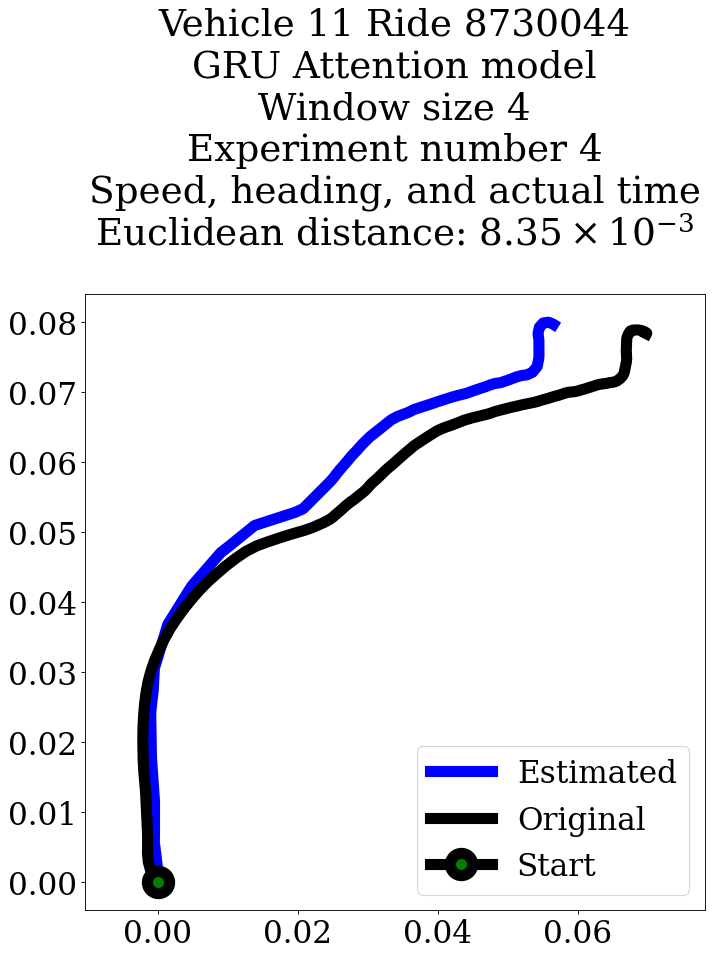 Vehicle 11 Ride 8730044
GRU Attention model
Window size 4
Experiment number 4
Speed, heading, and actual time
Euclidean distance: 8.35 × 10⁻³
0.08
0.07
0.06
0.05
0.04
0.03
0.02
0.01
0.00
Estimated
Original
Start
0.00 0.02 0.04 0.06